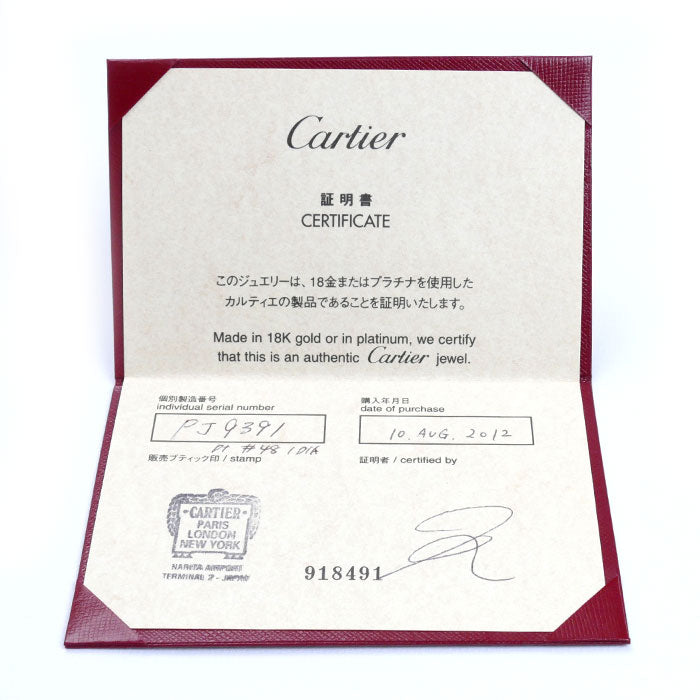 Cartier
証明書
CERTIFICATE
このジュエリーは、18金またはプラチナを使用した
カルティエの製品であることを証明いたします。
Made in 18K gold or in platinum, we certify
that this is an authentic Cartier jewel.
個別製造番号
individual serial number
PJ9391
Pt #48 1DIA
販売ブティック印 / stamp
購入年月日
date of purchase
10. AUG. 2012
証明者 / certified by
CARTIER
PARIS
LONDON
NEW YORK
NARITA AIRPORT
TERMINAL 2 - JAPAN
918491